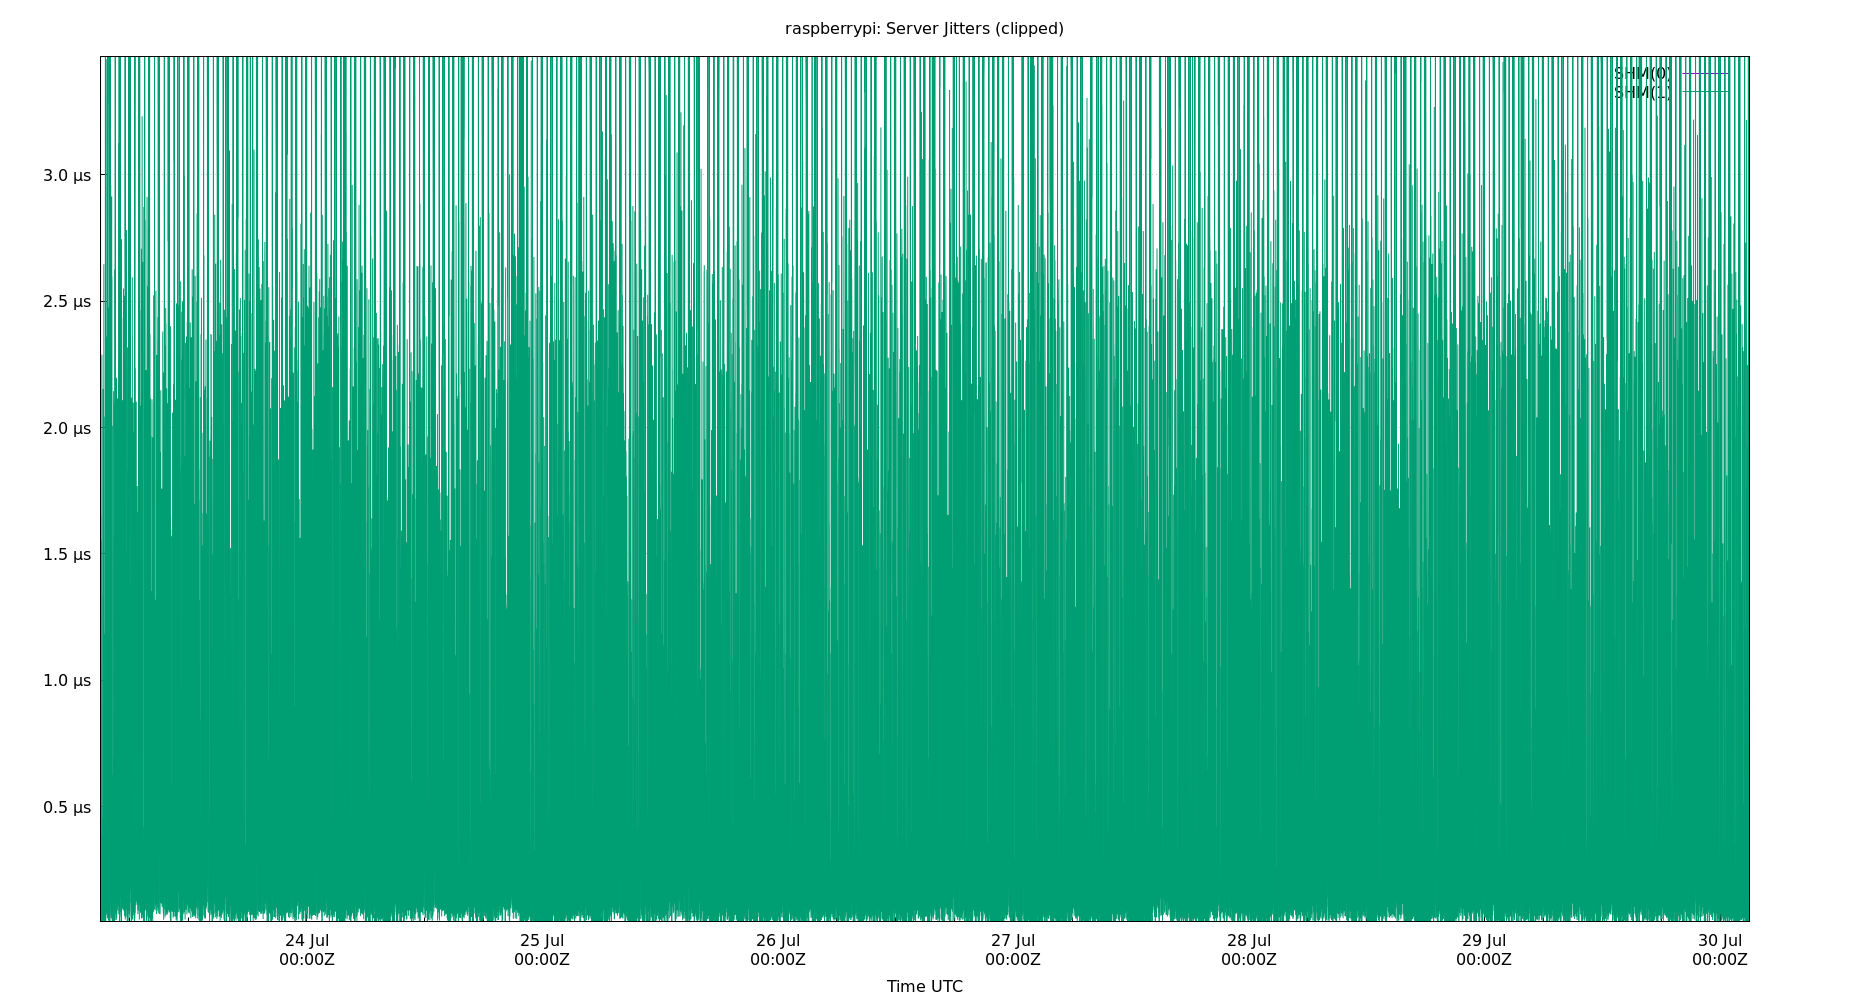 raspberrypi: Server Jitters (clipped)
SHM(0)
SHM(1)
3.0 µs
2.5 µs
2.0 µs
1.5 µs
1.0 µs
0.5 µs
24 Jul 25 Jul 26 Jul 27 Jul 28 Jul 29 Jul 30 Jul
00:00Z 00:00Z 00:00Z 00:00Z 00:00Z 00:00Z 00:00Z
Time UTC